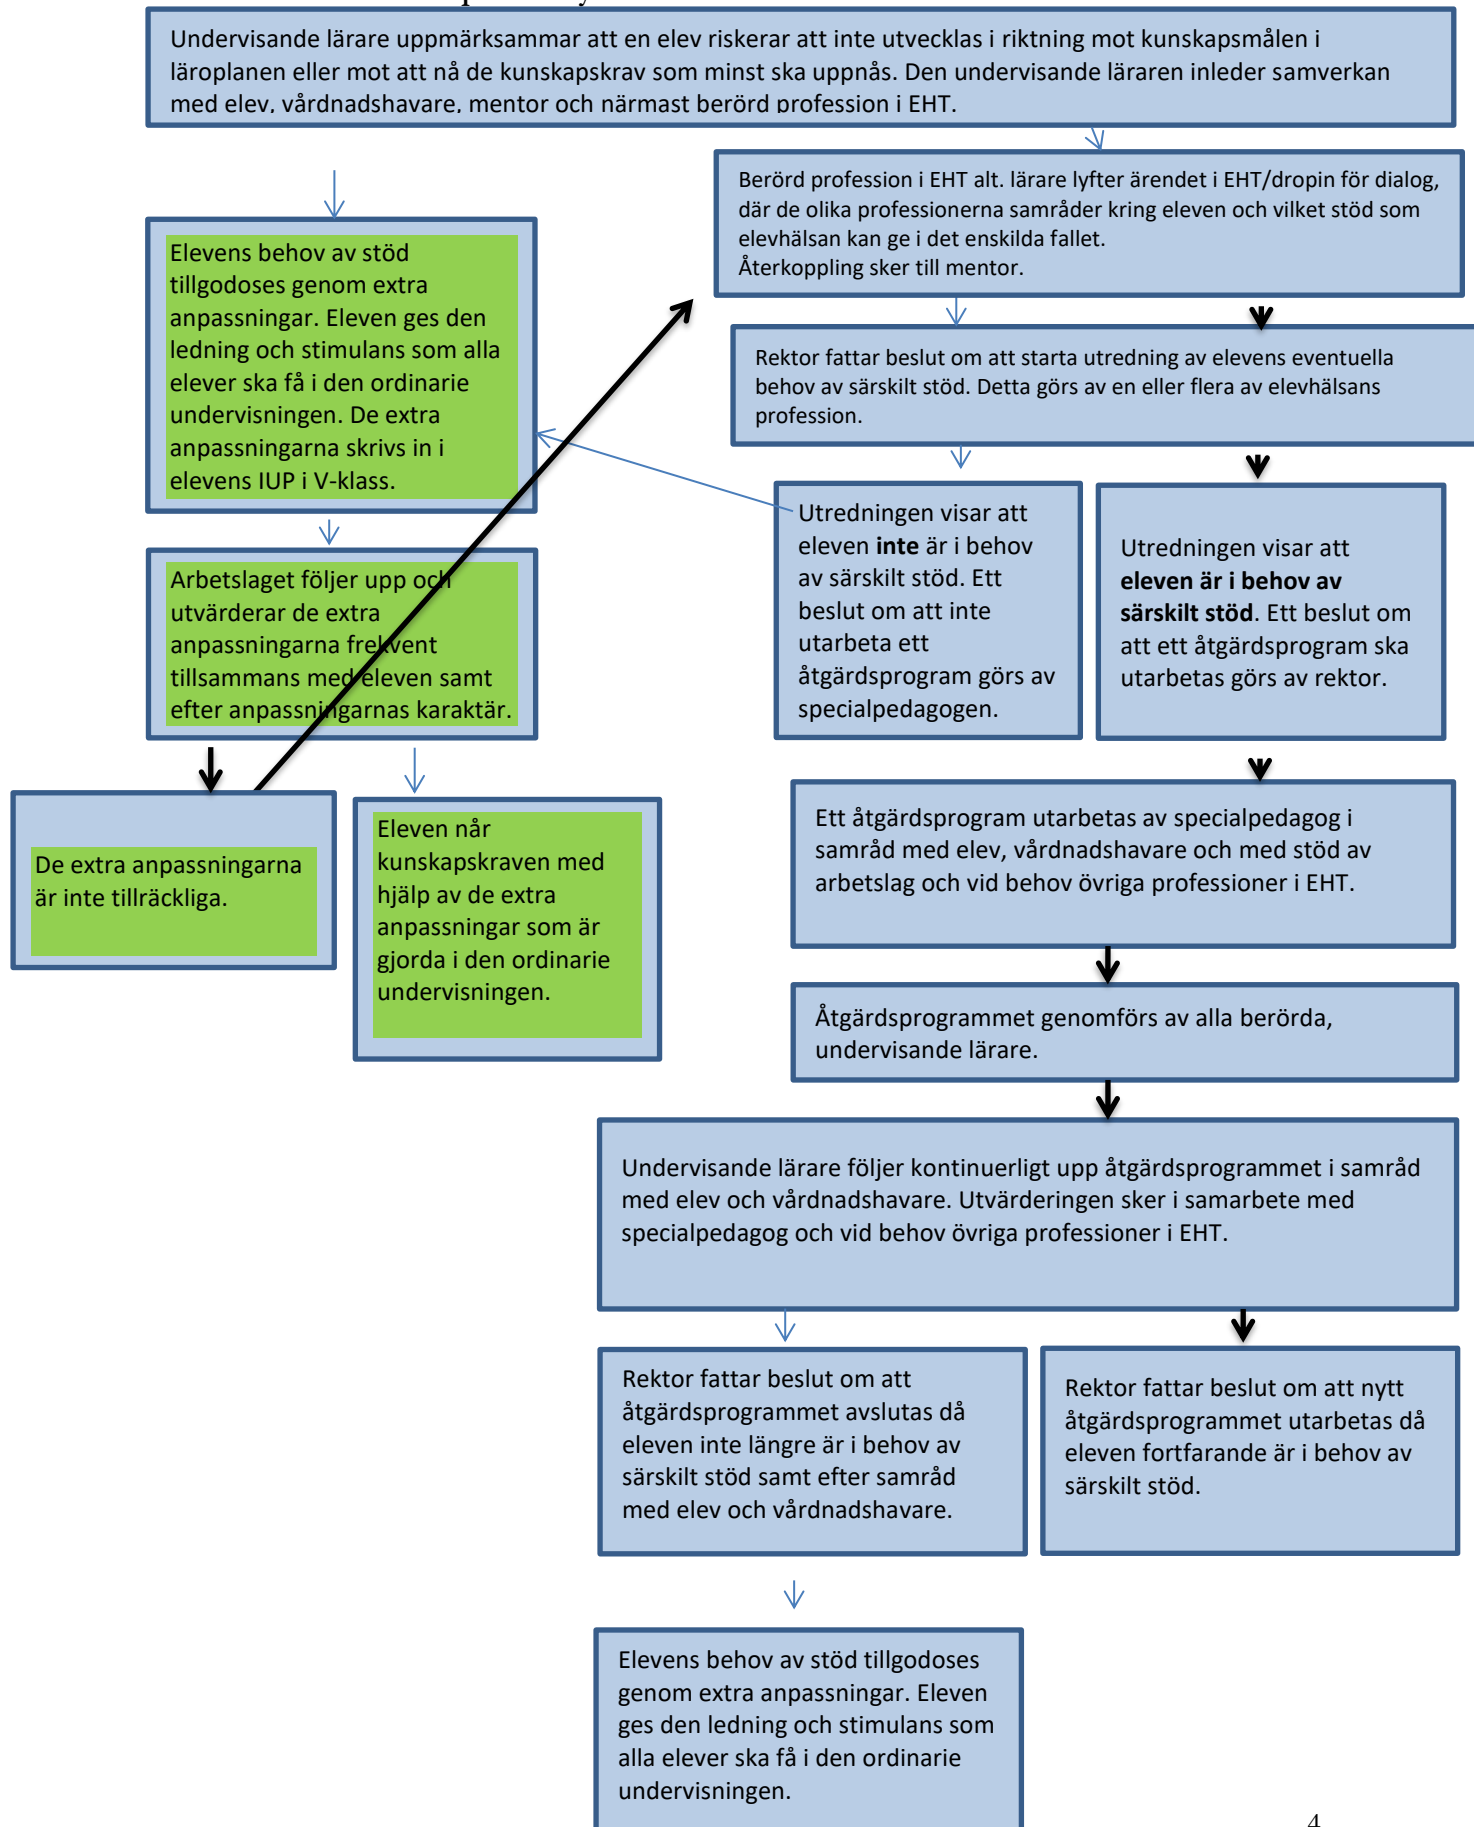 Undervisande lärare uppmärksammar att en elev riskerar att inte utvecklas i riktning mot kunskapsmålen i
läroplanen eller mot att nå de kunskapskrav som minst ska uppnås. Den undervisande läraren inleder samverkan
med elev, vårdnadshavare, mentor och närmast berörd profession i EHT.
Berörd profession i EHT alt. lärare lyfter ärendet i EHT/dropin för dialog,
där de olika professionerna samråder kring eleven och vilket stöd som
elevhälsan kan ge i det enskilda fallet.
Återkoppling sker till mentor.
Elevens behov av stöd
tillgodoses genom extra
anpassningar. Eleven ges den
ledning och stimulans som alla
elever ska få i den ordinarie
undervisningen. De extra
anpassningarna skrivs in i
elevens IUP i V-klass.
Rektor fattar beslut om att starta utredning av elevens eventuella
behov av särskilt stöd. Detta görs av en eller flera av elevhälsans
profession.
Utredningen visar att
eleven inte är i behov
av särskilt stöd. Ett
beslut om att inte
utarbeta ett
åtgärdsprogram görs av
specialpedagogen.
Utredningen visar att
eleven är i behov av
särskilt stöd. Ett beslut om
att ett åtgärdsprogram ska
utarbetas görs av rektor.
Arbetslaget följer upp och
utvärderar de extra
anpassningarna frekvent
tillsammans med eleven samt
efter anpassningarnas karaktär.
De extra anpassningarna
är inte tillräckliga.
Eleven når
kunskapskraven med
hjälp av de extra
anpassningar som är
gjorda i den ordinarie
undervisningen.
Ett åtgärdsprogram utarbetas av specialpedagog i
samråd med elev, vårdnadshavare och med stöd av
arbetslag och vid behov övriga professioner i EHT.
Åtgärdsprogrammet genomförs av alla berörda,
undervisande lärare.
Undervisande lärare följer kontinuerligt upp åtgärdsprogrammet i samråd
med elev och vårdnadshavare. Utvärderingen sker i samarbete med
specialpedagog och vid behov övriga professioner i EHT.
Rektor fattar beslut om att
åtgärdsprogrammet avslutas då
eleven inte längre är i behov av
särskilt stöd samt efter samråd
med elev och vårdnadshavare.
Rektor fattar beslut om att nytt
åtgärdsprogrammet utarbetas då
eleven fortfarande är i behov av
särskilt stöd.
Elevens behov av stöd tillgodoses
genom extra anpassningar. Eleven
ges den ledning och stimulans som
alla elever ska få i den ordinarie
undervisningen.
4